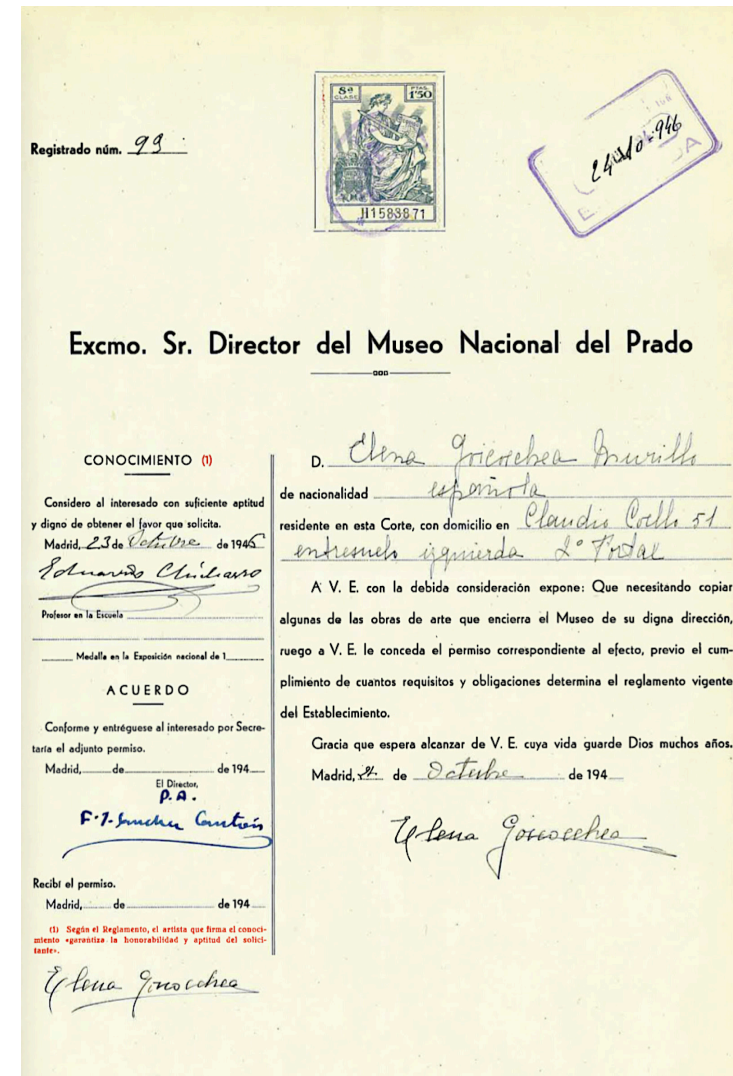 8ª CLASE
PTAS. 1'50
H1583871
Registrado núm. 99
24-10-946
Excmo. Sr. Director del Museo Nacional del Prado
CONOCIMIENTO (1)
Considero al interesado con suficiente aptitud
y digno de obtener el favor que solicita.
Madrid, 23 de Octubre de 1946
Eduardo Chicharro
Profesor en la Escuela
Medalla en la Exposición nacional de 1
ACUERDO
Conforme y entréguese al interesado por Secre-
taría el adjunto permiso.
Madrid, de de 194
El Director,
P.A.
F. J. Sanchez Cantón
Recibí el permiso.
Madrid, de de 194
(1) Según el Reglamento, el artista que firma el conoci-
miento «garantiza la honorabilidad y aptitud del solici-
tante».
Elena Goicoechea
D. Elena Goicoechea Murillo
de nacionalidad española
residente en esta Corte, con domicilio en Claudio Coello 51
entresuelo izquierda 2º Portal
A V. E. con la debida consideración expone: Que necesitando copiar
algunas de las obras de arte que encierra el Museo de su digna dirección,
ruego a V. E. le conceda el permiso correspondiente al efecto, previo el cum-
plimiento de cuantos requisitos y obligaciones determina el reglamento vigente
del Establecimiento.
Gracia que espera alcanzar de V. E. cuya vida guarde Dios muchos años.
Madrid, de Octubre de 194
Elena Goicoechea